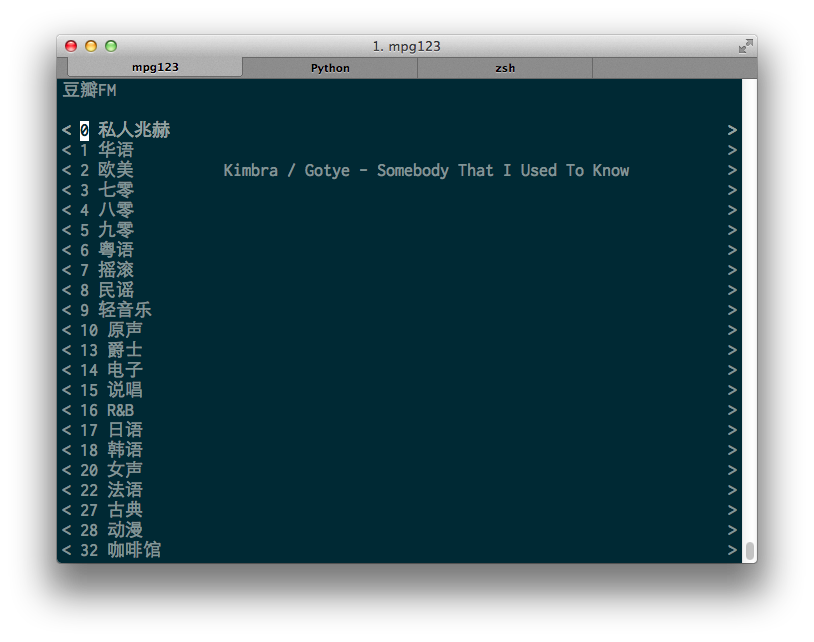 1. mpg123
mpg123 Python zsh
豆瓣FM
< 0 私人兆赫 >
< 1 华语 >
< 2 欧美 Kimbra / Gotye - Somebody That I Used To Know >
< 3 七零 >
< 4 八零 >
< 5 九零 >
< 6 粤语 >
< 7 摇滚 >
< 8 民谣 >
< 9 轻音乐 >
< 10 原声 >
< 13 爵士 >
< 14 电子 >
< 15 说唱 >
< 16 R&B >
< 17 日语 >
< 18 韩语 >
< 20 女声 >
< 22 法语 >
< 27 古典 >
< 28 动漫 >
< 32 咖啡馆 >